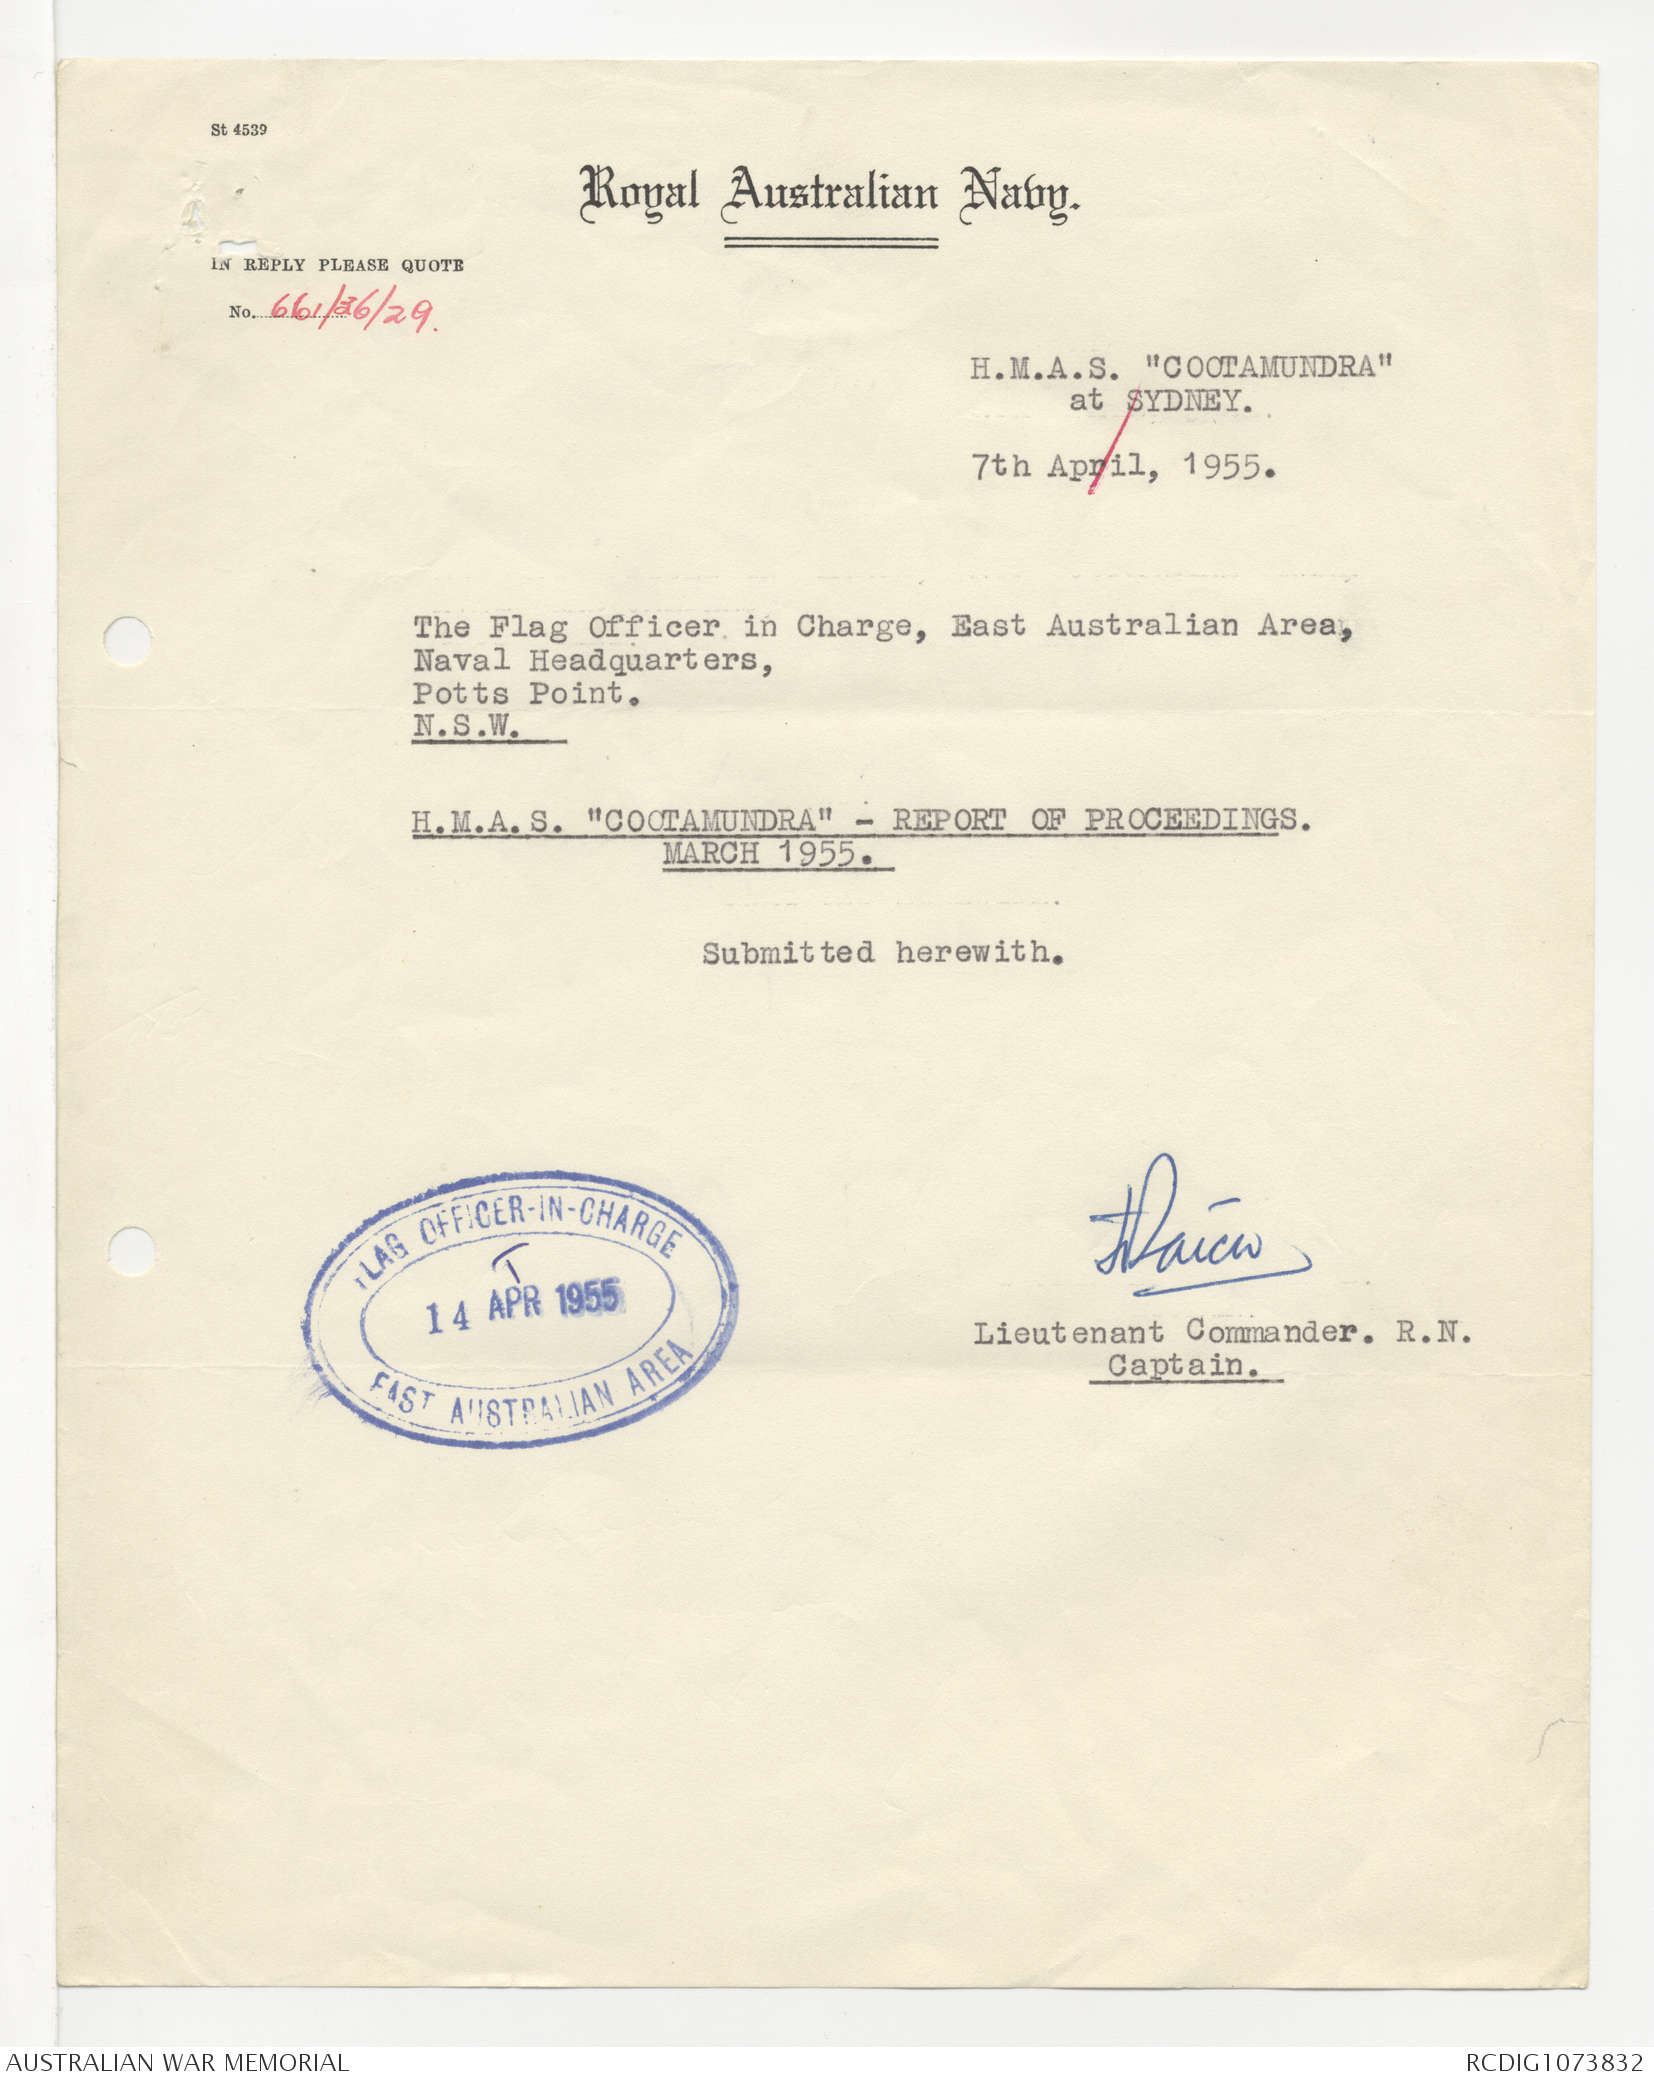 St 4539
Royal Australian Navy.
IN REPLY PLEASE QUOTE
No. 661/36/29.
H.M.A.S. "COOTAMUNDRA"
at SYDNEY.
7th April, 1955.
The Flag Officer in Charge, East Australian Area,
Naval Headquarters,
Potts Point.
N.S.W.
H.M.A.S. "COOTAMUNDRA" - REPORT OF PROCEEDINGS.
MARCH 1955.
Submitted herewith.
FLAG OFFICER-IN-CHARGE
14 APR 1955
EAST AUSTRALIAN AREA
Lieutenant Commander. R.N.
Captain.
AUSTRALIAN WAR MEMORIAL
RCDIG1073832